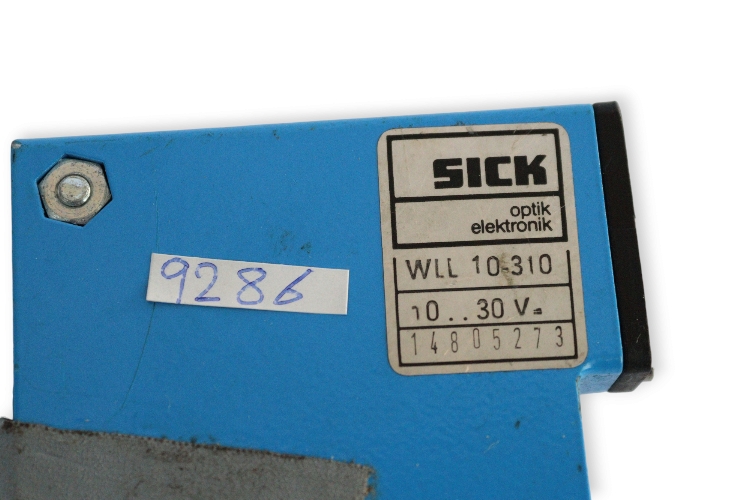 SICK
optik
elektronik
WLL 10-310
10..30 V=
14805273
9286